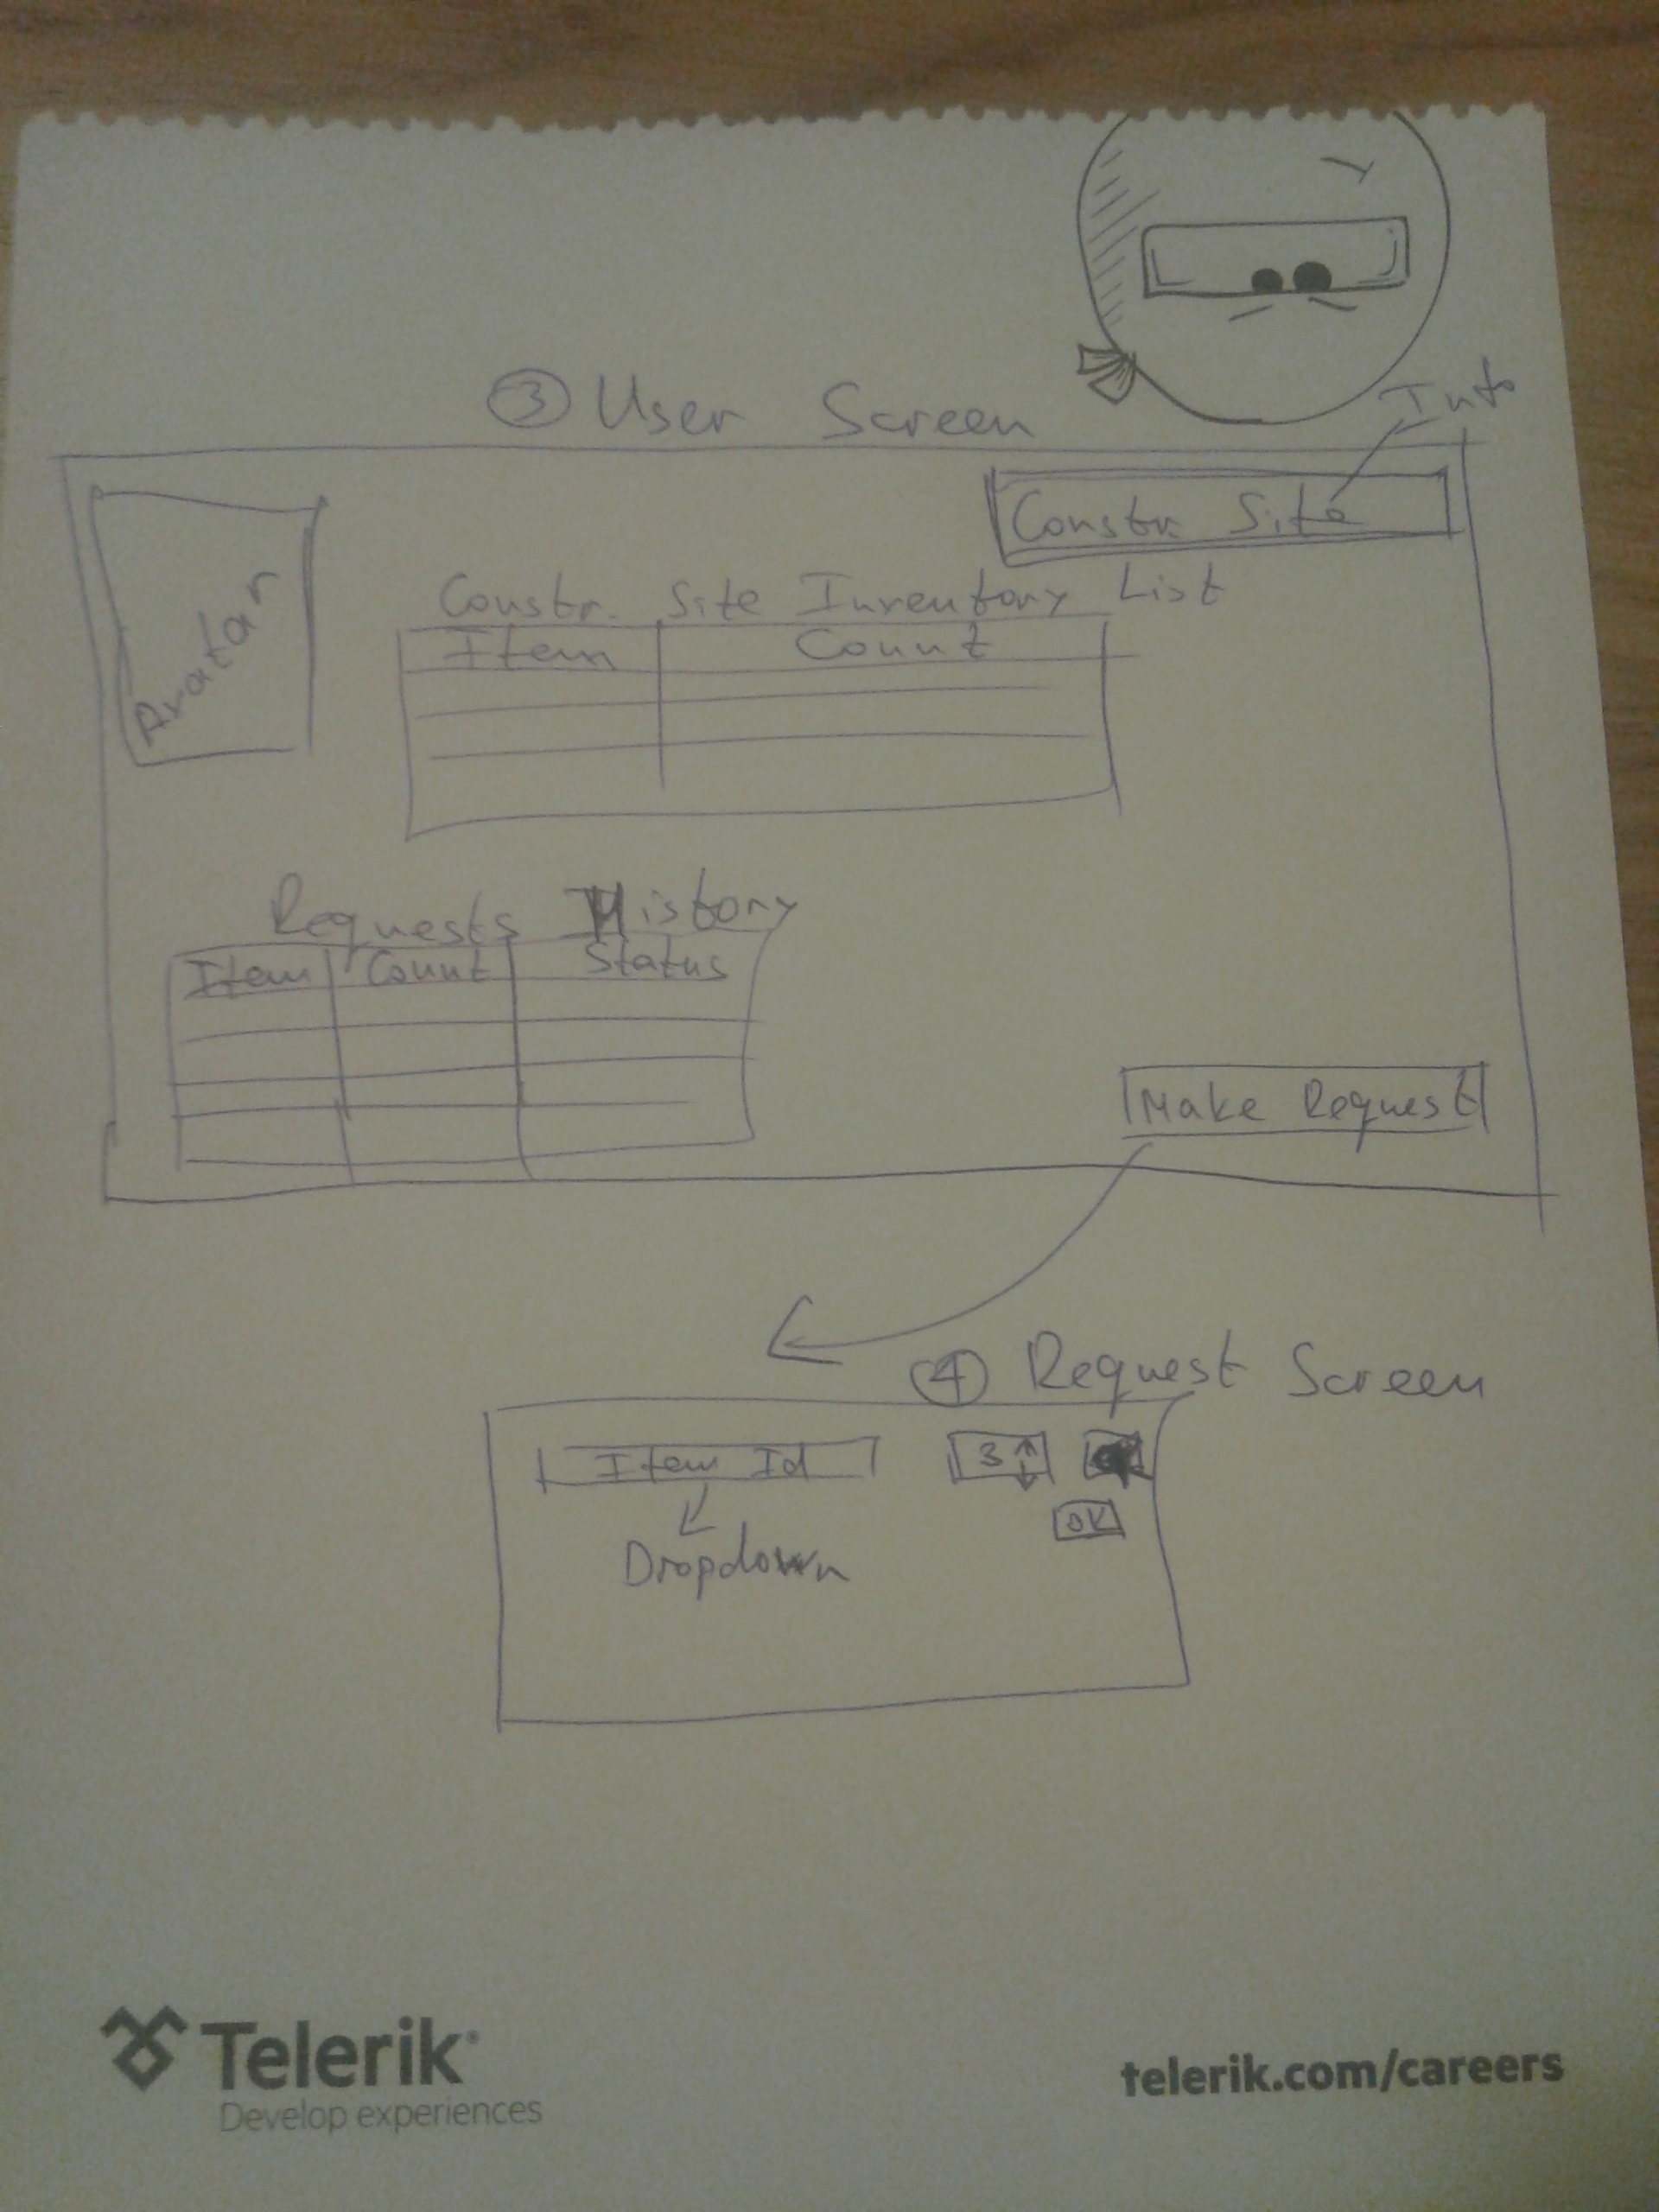 ③ User Screen
Info
Constr. Site
Avatar
Constr. Site Inventory List
Item Count
Requests History
Item Count Status
Make Request
④ Request Screen
Item Id 3
OK
Dropdown
Telerik®
Develop experiences
telerik.com/careers